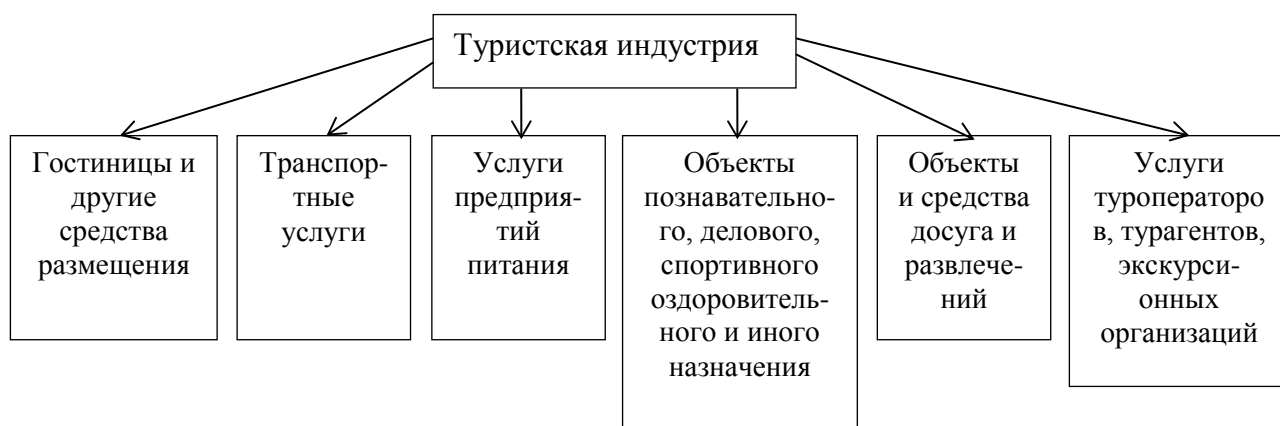 Туристская индустрия
Гостиницы и
другие
средства
размещения
Транспор-
тные
услуги
Услуги
предприя-
тий
питания
Объекты
познавательно-
го, делового,
спортивного
оздоровитель-
ного и иного
назначения
Объекты
и средства
досуга и
развлече-
ний
Услуги
туроператоро
в, турагентов,
экскурси-
онных
организаций